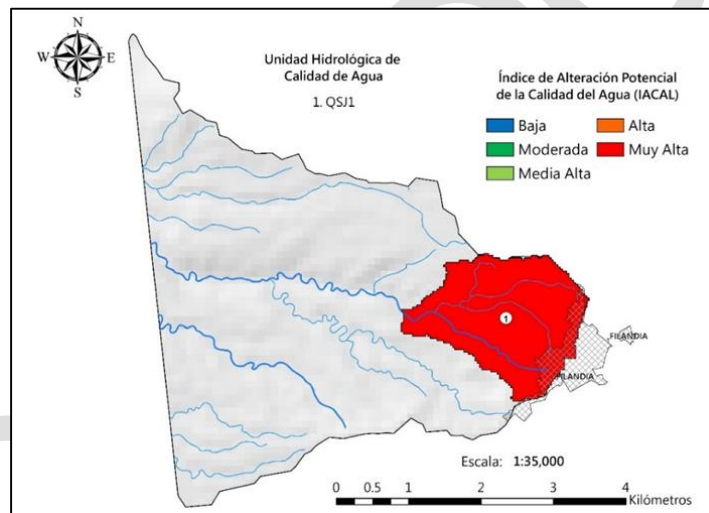 N
W E
S
Unidad Hidrológica de
Calidad de Agua
1. QSJ1
Índice de Alteración Potencial
de la Calidad del Agua (IACAL)
Baja
Alta
Moderada
Muy Alta
Media Alta
1
FILANDIA
FILANDIA
Escala: 1:35,000
0 0.5 1 2 3 4
Kilómetros